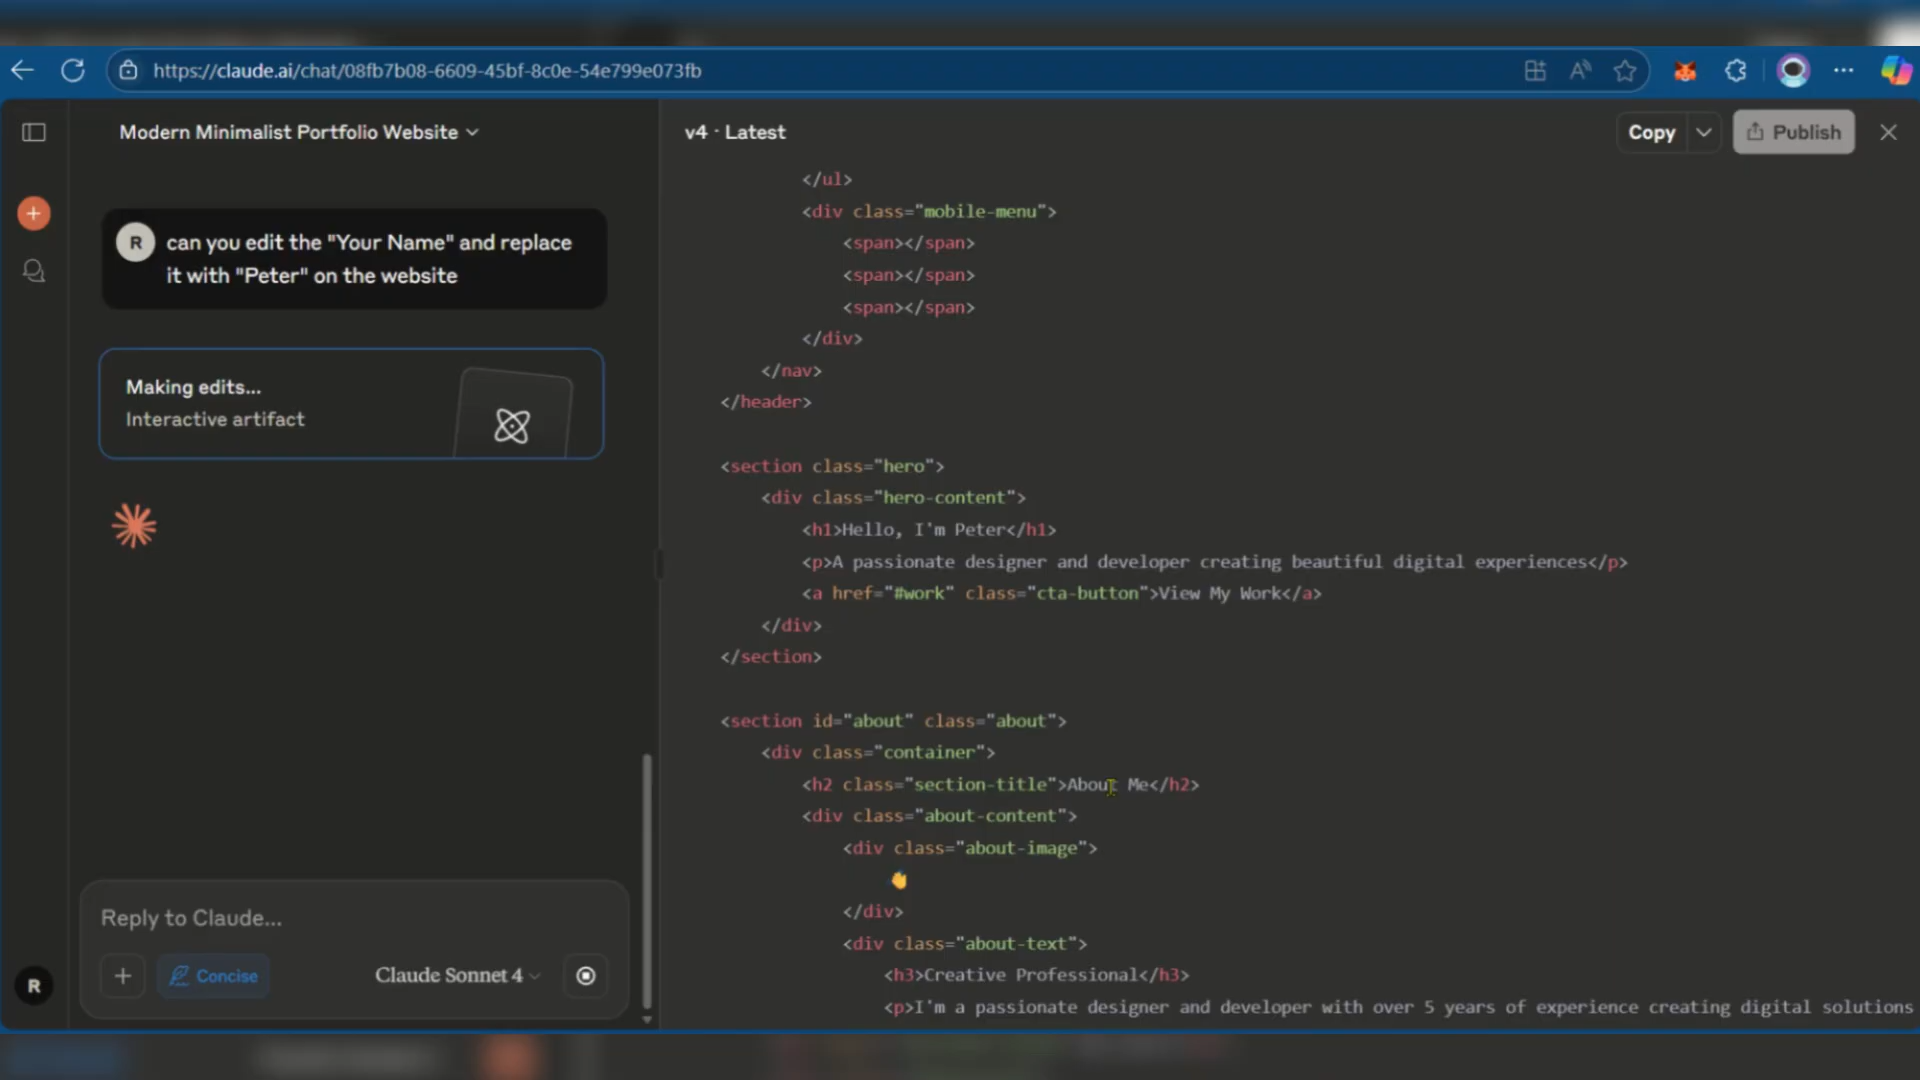 https://claude.ai/chat/08fb7b08-6609-45bf-8c0e-54e799e073fb
Modern Minimalist Portfolio Website
R
can you edit the "Your Name" and replace
it with "Peter" on the website
Making edits...
Interactive artifact
Reply to Claude...
Concise
Claude Sonnet 4
R
v4 · Latest
Copy
Publish
</ul>
<div class="mobile-menu">
<span></span>
<span></span>
<span></span>
</div>
</nav>
</header>
<section class="hero">
<div class="hero-content">
<h1>Hello, I'm Peter</h1>
<p>A passionate designer and developer creating beautiful digital experiences</p>
<a href="#work" class="cta-button">View My Work</a>
</div>
</section>
<section id="about" class="about">
<div class="container">
<h2 class="section-title">About Me</h2>
<div class="about-content">
<div class="about-image">
👋
</div>
<div class="about-text">
<h3>Creative Professional</h3>
<p>I'm a passionate designer and developer with over 5 years of experience creating digital solutions